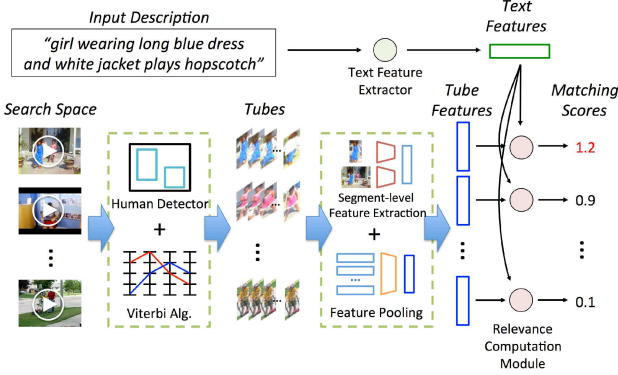 Input Description
“girl wearing long blue dress
and white jacket plays hopscotch”
Text Feature
Extractor
Text
Features
Search Space
Tubes
Tube
Features
Matching
Scores
Human Detector
+
Viterbi Alg.
...
...
...
Segment-level
Feature Extraction
+
...
Feature Pooling
1.2
0.9
0.1
Relevance
Computation
Module